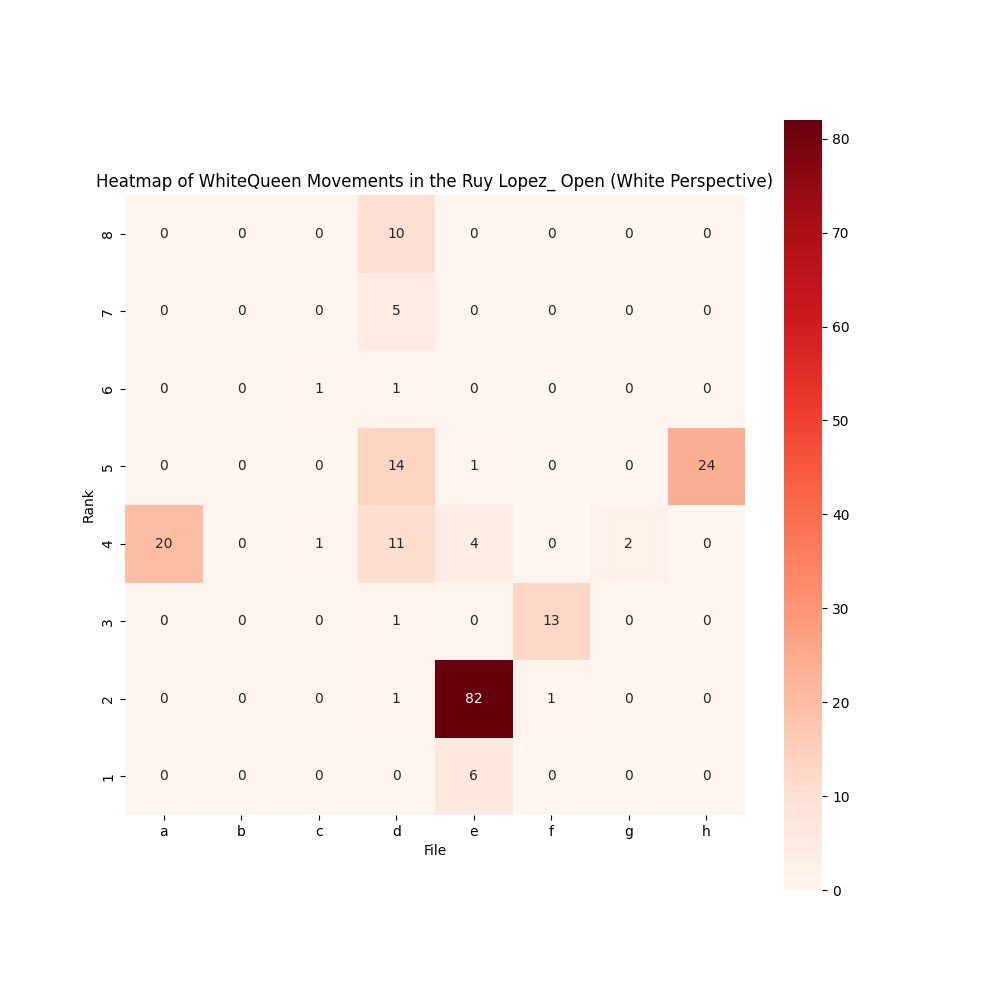 Heatmap of WhiteQueen Movements in the Ruy Lopez_ Open (White Perspective)
8 0 0 0 10 0 0 0 0
7 0 0 0 5 0 0 0 0
6 0 0 1 1 0 0 0 0
5 0 0 0 14 1 0 0 24
4 20 0 1 11 4 0 2 0
3 0 0 0 1 0 13 0 0
2 0 0 0 1 82 1 0 0
1 0 0 0 0 6 0 0 0
a b c d e f g h
File
Rank
80
70
60
50
40
30
20
10
0